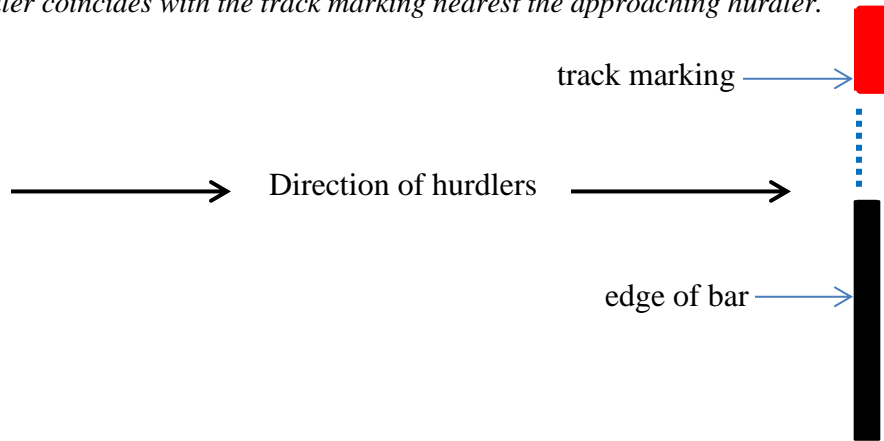 ler coincides with the track marking nearest the approaching hurdler.
track marking
Direction of hurdlers
edge of bar